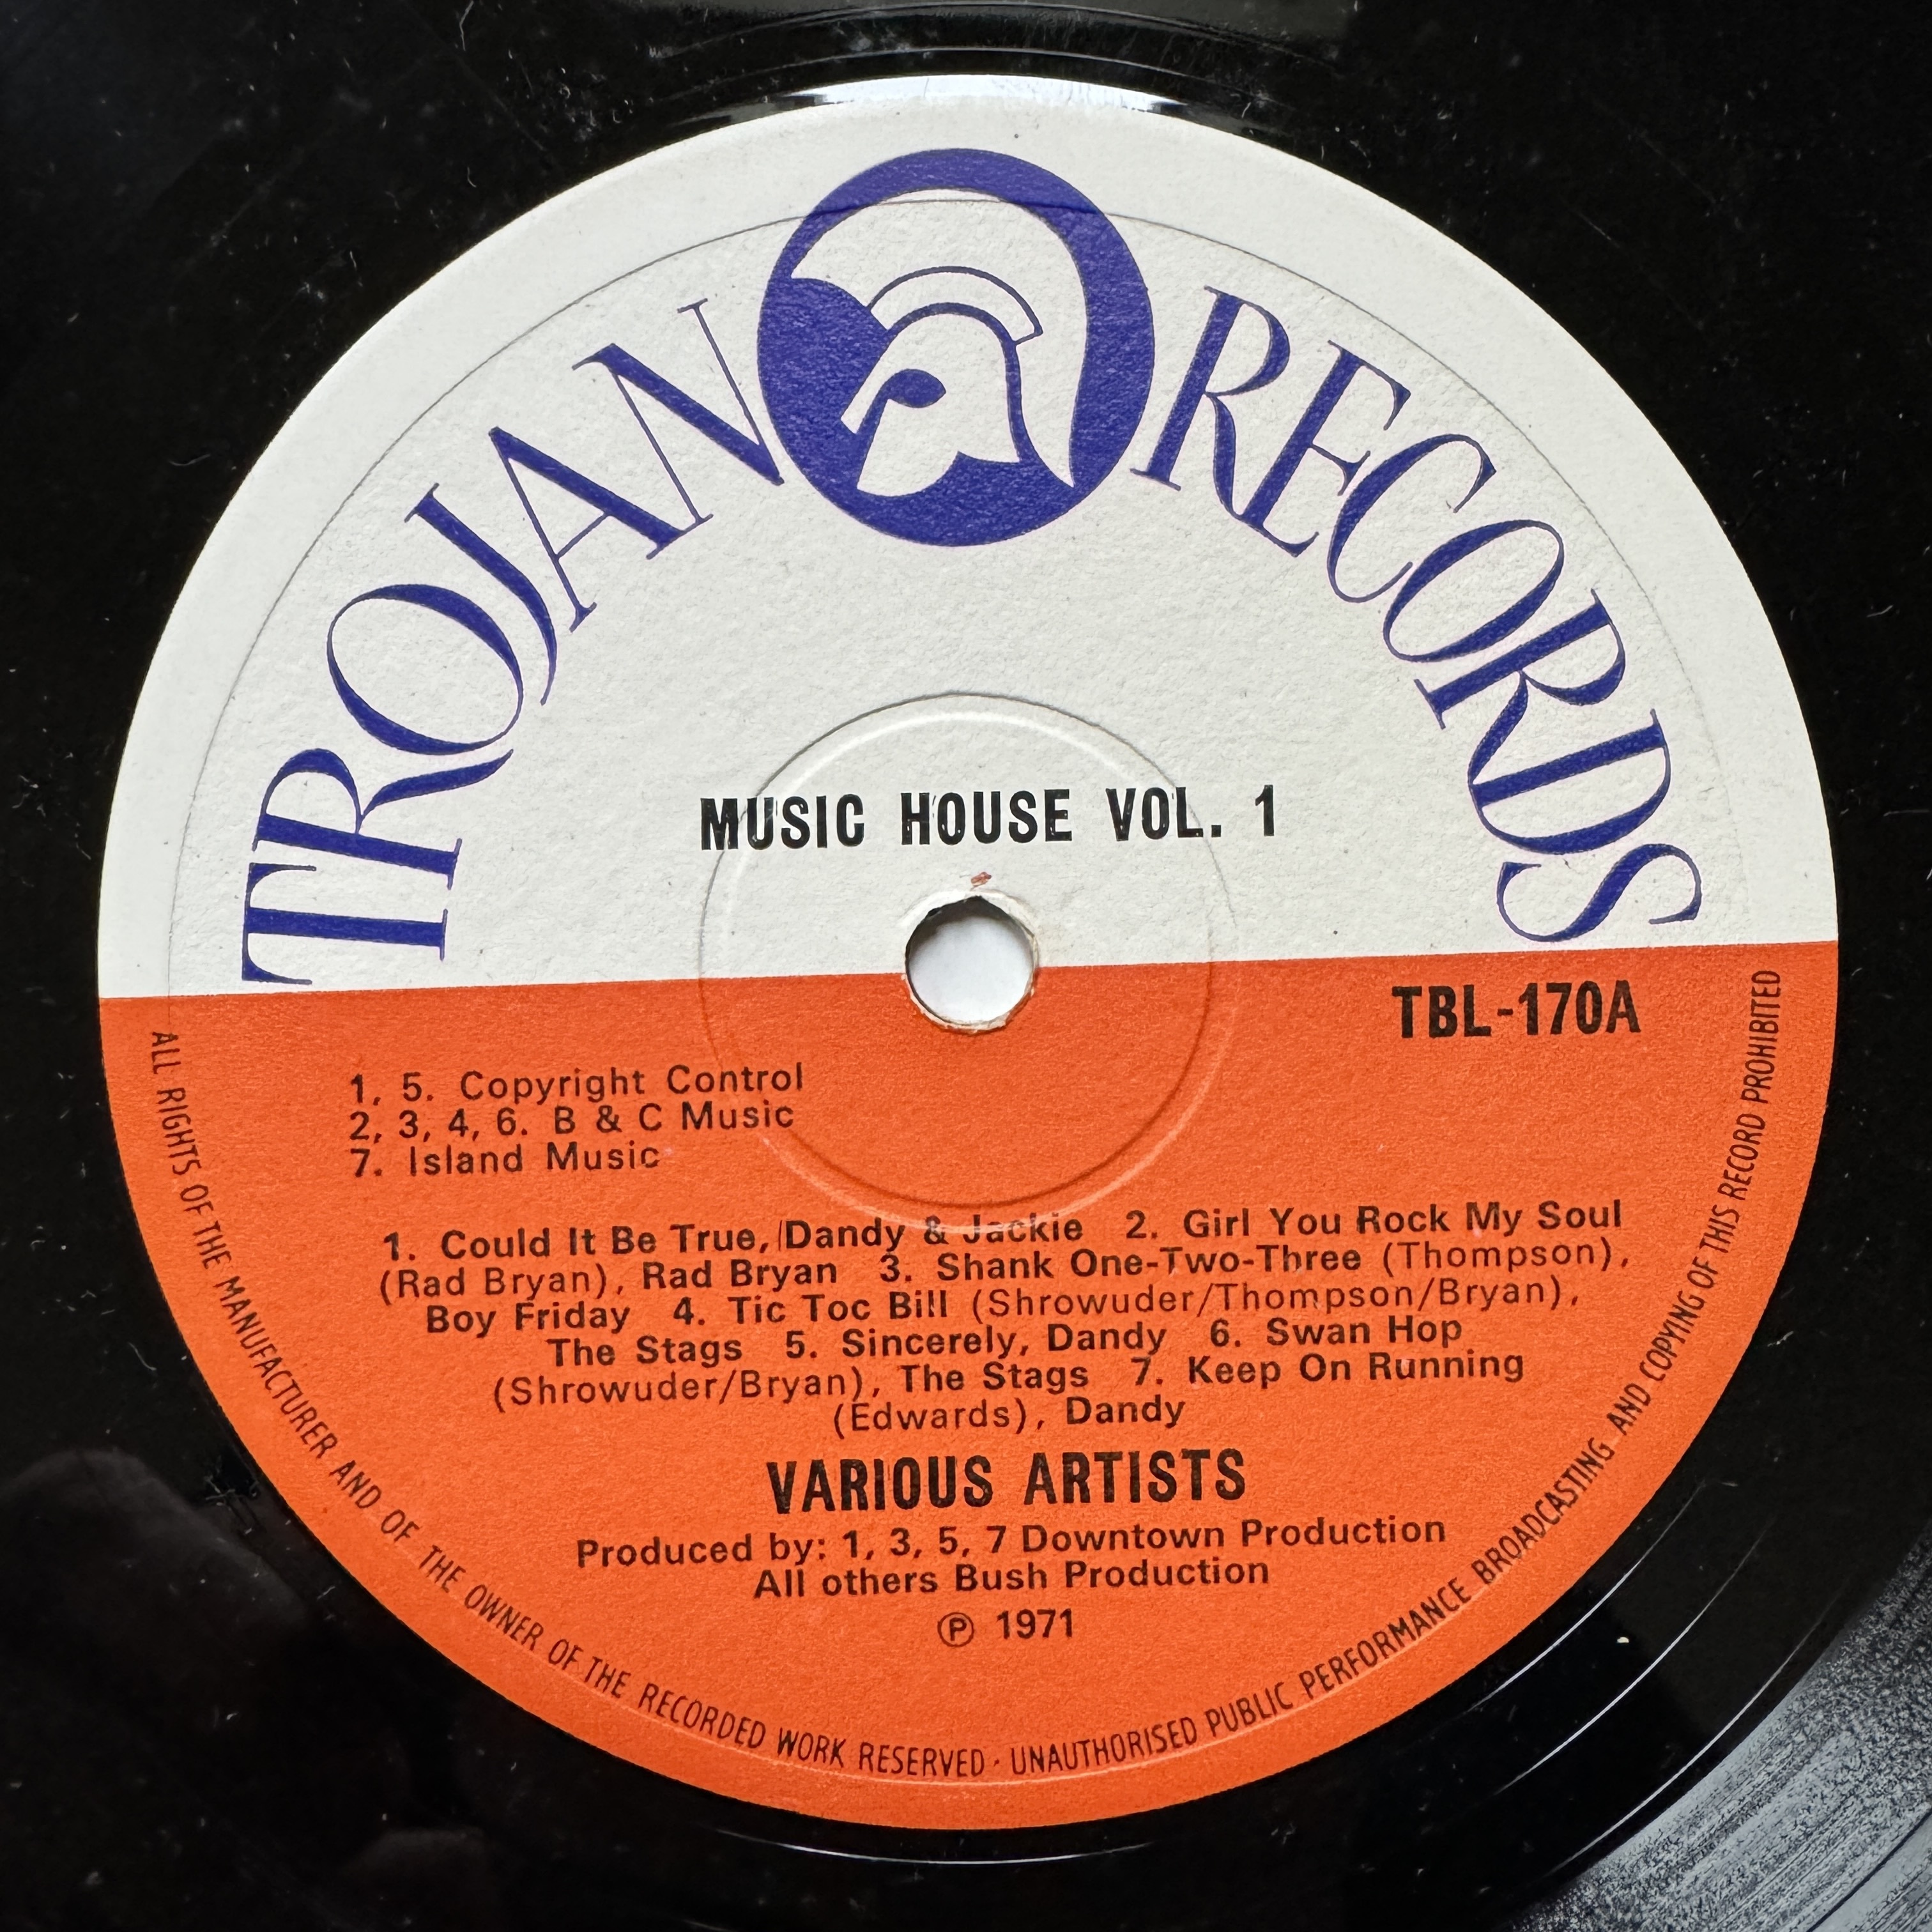 TROJAN RECORDS
MUSIC HOUSE VOL. 1
TBL-170A
1, 5. Copyright Control
2, 3, 4, 6. B & C Music
7. Island Music
1. Could It Be True, Dandy & Jackie 2. Girl You Rock My Soul
(Rad Bryan), Rad Bryan 3. Shank One-Two-Three (Thompson),
Boy Friday 4. Tic Toc Bill (Shrowuder/Thompson/Bryan),
The Stags 5. Sincerely, Dandy 6. Swan Hop
(Shrowuder/Bryan), The Stags 7. Keep On Running
(Edwards), Dandy
VARIOUS ARTISTS
Produced by: 1, 3, 5, 7 Downtown Production
All others Bush Production
℗ 1971
ALL RIGHTS OF THE MANUFACTURER AND OF THE OWNER OF THE RECORDED WORK RESERVED · UNAUTHORISED PUBLIC PERFORMANCE BROADCASTING AND COPYING OF THIS RECORD PROHIBITED